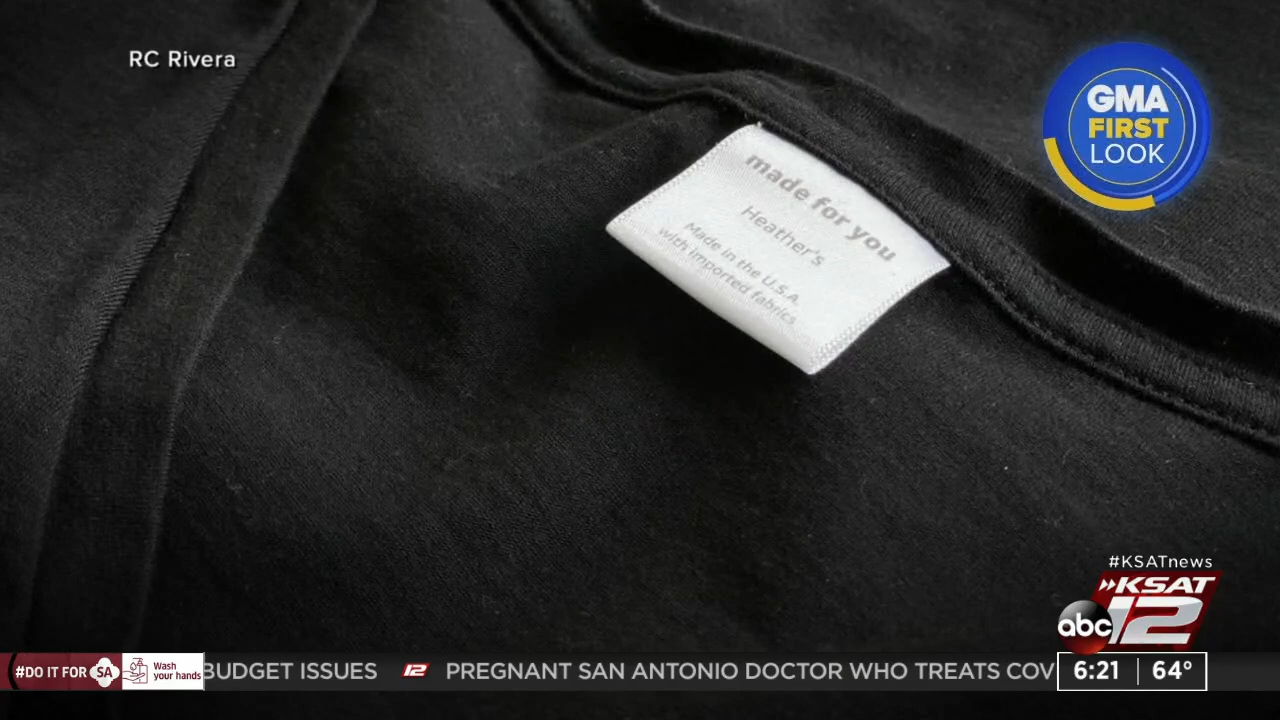 RC Rivera
GMA
FIRST
LOOK
made for you
Heather's
Made in the U.S.A.
with imported fabrics
#KSATnews
KSAT
abc
12
#DO IT FOR SA
Wash
your hands
BUDGET ISSUES 12 PREGNANT SAN ANTONIO DOCTOR WHO TREATS COV
6:21 64°